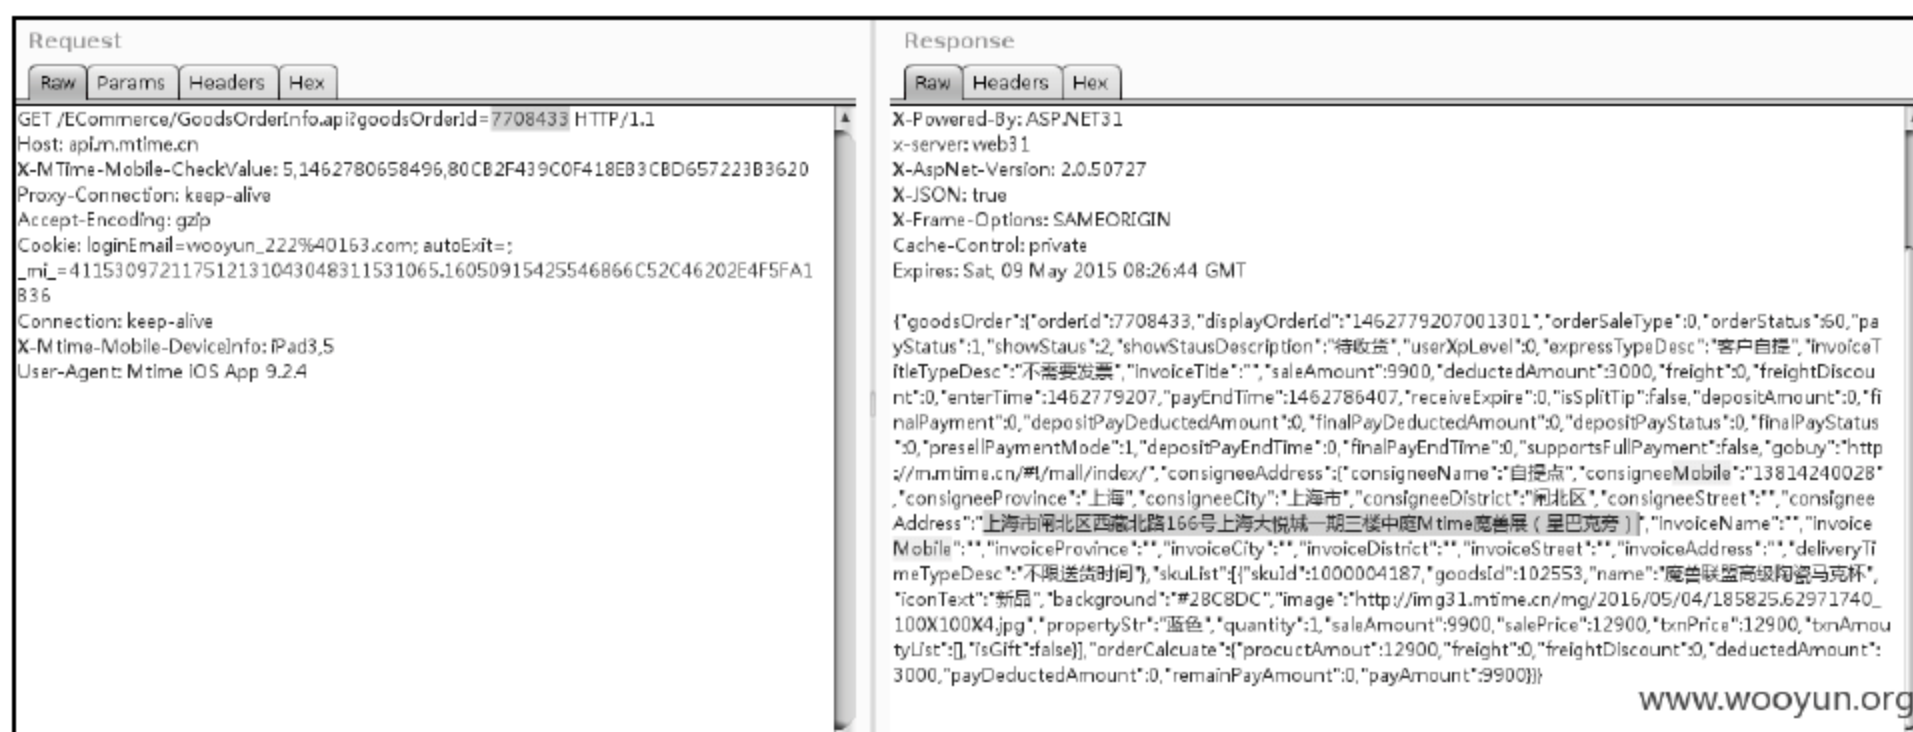 Request
Raw Params Headers Hex
GET /ECommerce/GoodsOrderInfo.api?goodsOrderId=7708433 HTTP/1.1
Host: api.m.mtime.cn
X-MTime-Mobile-CheckValue: 5,1462780658496,80CB2F439C0F418EB3CBD657223B3620
Proxy-Connection: keep-alive
Accept-Encoding: gzip
Cookie: loginEmail=wooyun_222%40163.com; autoExit=;
_mi_=411530972117512131043048311531065.16050915425546866C52C46202E4F5FA1
836
Connection: keep-alive
X-Mtime-Mobile-DeviceInfo: iPad3,5
User-Agent: Mtime iOS App 9.2.4
Response
Raw Headers Hex
X-Powered-By: ASP.NET31
x-server: web31
X-AspNet-Version: 2.0.50727
X-JSON: true
X-Frame-Options: SAMEORIGIN
Cache-Control: private
Expires: Sat, 09 May 2015 08:26:44 GMT
{"goodsOrder":{"orderId":7708433,"displayOrderId":"1462779207001301","orderSaleType":0,"orderStatus":60,"pa
yStatus":1,"showStaus":2,"showStausDescription":"待收货","userXpLevel":0,"expressTypeDesc":"客户自提","invoiceT
itleTypeDesc":"不需要发票","invoiceTitle":"","saleAmount":9900,"deductedAmount":3000,"freight":0,"freightDiscou
nt":0,"enterTime":1462779207,"payEndTime":1462786407,"receiveExpire":0,"isSplitTip":false,"depositAmount":0,"fi
nalPayment":0,"depositPayDeductedAmount":0,"finalPayDeductedAmount":0,"depositPayStatus":0,"finalPayStatus
":0,"presellPaymentMode":1,"depositPayEndTime":0,"finalPayEndTime":0,"supportsFullPayment":false,"gobuy":"http
://m.mtime.cn/#!/mall/index/","consigneeAddress":{"consigneeName":"自提点","consigneeMobile":"13814240028"
,"consigneeProvince":"上海","consigneeCity":"上海市","consigneeDistrict":"闸北区","consigneeStreet":"","consignee
Address":"上海市闸北区西藏北路166号上海大悦城一期三楼中庭Mtime魔兽展（星巴克旁）","invoiceName":"","invoice
Mobile":"","invoiceProvince":"","invoiceCity":"","invoiceDistrict":"","invoiceStreet":"","invoiceAddress":"","deliveryTi
meTypeDesc":"不限送货时间"},"skuList":[{"skuId":1000004187,"goodsId":102553,"name":"魔兽联盟高级陶瓷马克杯",
"iconText":"新品","background":"#28C8DC","image":"http://img31.mtime.cn/mg/2016/05/04/185825.62971740_
100X100X4.jpg","propertyStr":"蓝色","quantity":1,"saleAmount":9900,"salePrice":12900,"txnPrice":12900,"txnAmou
tyList":[],"isGift":false}],"orderCalcuate":{"procuctAmout":12900,"freight":0,"freightDiscount":0,"deductedAmount":
3000,"payDeductedAmount":0,"remainPayAmount":0,"payAmount":9900}}}
www.wooyun.org